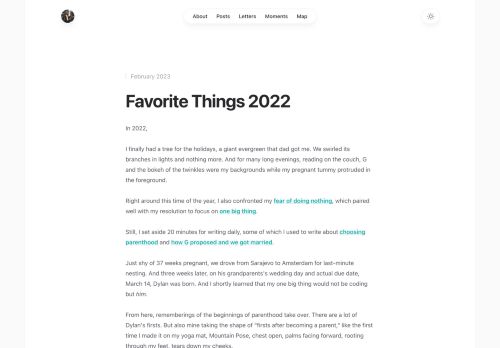 About Posts Letters Moments Map
February 2023
Favorite Things 2022
In 2022,
I finally had a tree for the holidays, a giant evergreen that dad got me. We swirled its
branches in lights and nothing more. And for many long evenings, reading on the couch, G
and the bokeh of the twinkles were my backgrounds while my pregnant tummy protruded in
the foreground.
Right around this time of the year, I also confronted my fear of doing nothing, which paired
well with my resolution to focus on one big thing.
Still, I set aside 20 minutes for writing daily, some of which I used to write about choosing
parenthood and how G proposed and we got married.
Just shy of 37 weeks pregnant, we drove from Sarajevo to Amsterdam for last-minute
nesting. And three weeks later, on his grandparents's wedding day and actual due date,
March 14, Dylan was born. And I shortly learned that my one big thing would not be coding
but him.
From here, rememberings of the beginnings of parenthood take over. There are a lot of
Dylan's firsts. But also mine taking the shape of "firsts after becoming a parent," like the first
time I made it on my yoga mat, Mountain Pose, chest open, palms facing forward, rooting
through my feet, tears down my cheeks.